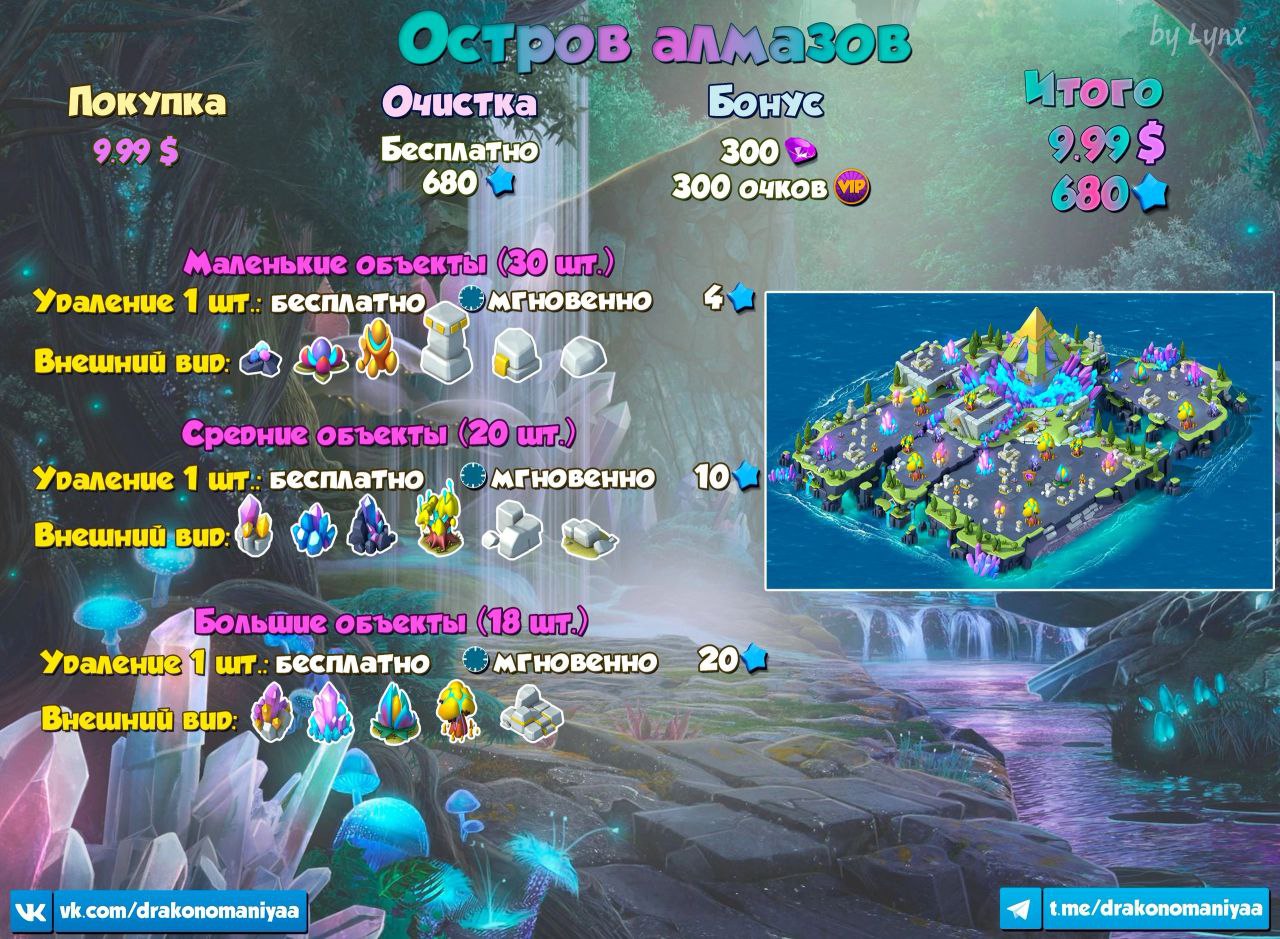 Остров алмазов
by Lynx
Покупка
9.99 $
Очистка
Бесплатно
680
Бонус
300
300 очков VIP
Итого
9.99 $
680
Маленькие объекты (30 шт.)
Удаление 1 шт.: бесплатно мгновенно 4
Внешний вид:
Средние объекты (20 шт.)
Удаление 1 шт.: бесплатно мгновенно 10
Внешний вид:
Большие объекты (18 шт.)
Удаление 1 шт.: бесплатно мгновенно 20
Внешний вид:
vk.com/drakonomaniyaa
t.me/drakonomaniyaa